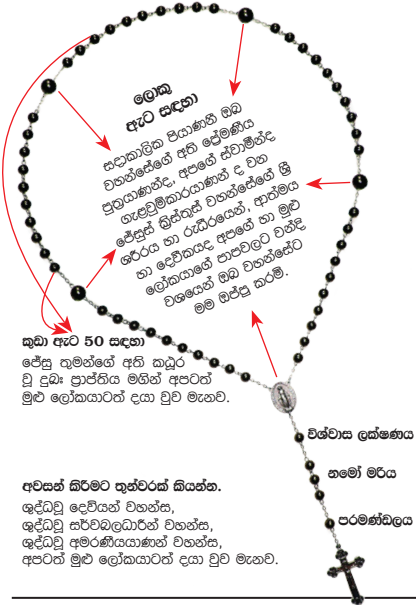 ලොකු
ඇට සඳහා
සදාකාලික පියාණනි ඔබ
වහන්සේගේ අති ප්‍රේමණීය
පුත්‍රයාණන්ද, අපගේ ස්වාමීන්ද
ගැළවුම්කාරයාණන් ද වන
ජේසුස් ක්‍රිස්තුස් වහන්සේගේ ශ්‍රී
ශරීරය හා රුධිරයෙන්, ආත්මය
හා දේවීකයද අපගේ හා මුළු
ලෝකයාගේ පාපවලට වන්දි
වශයෙන් ඔබ වහන්සේට
මම ඔප්පු කරමි.
කුඩා ඇට 50 සඳහා
ජේසු තුමන්ගේ අති කඨූර
වූ දුඃඛ ප්‍රාප්තිය මගින් අපටත්
මුළු ලෝකයාටත් දයා වුව මැනව.
විශ්වාස ලක්ෂණය
නමෝ මරිය
පරමණ්ඩලය
අවසන් කිරිමට තුන්වරක් කියන්න.
ශුද්ධවූ දෙවියන් වහන්ස,
ශුද්ධවූ සර්වබලධාරීන් වහන්ස,
ශුද්ධවූ අමරණීයයාණන් වහන්ස,
අපටත් මුළු ලෝකයාටත් දයා වුව මැනව.